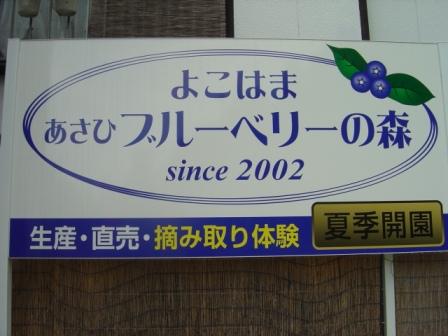 よこはま
あさひブルーベリーの森
since 2002
生産・直売・摘み取り体験
夏季開園